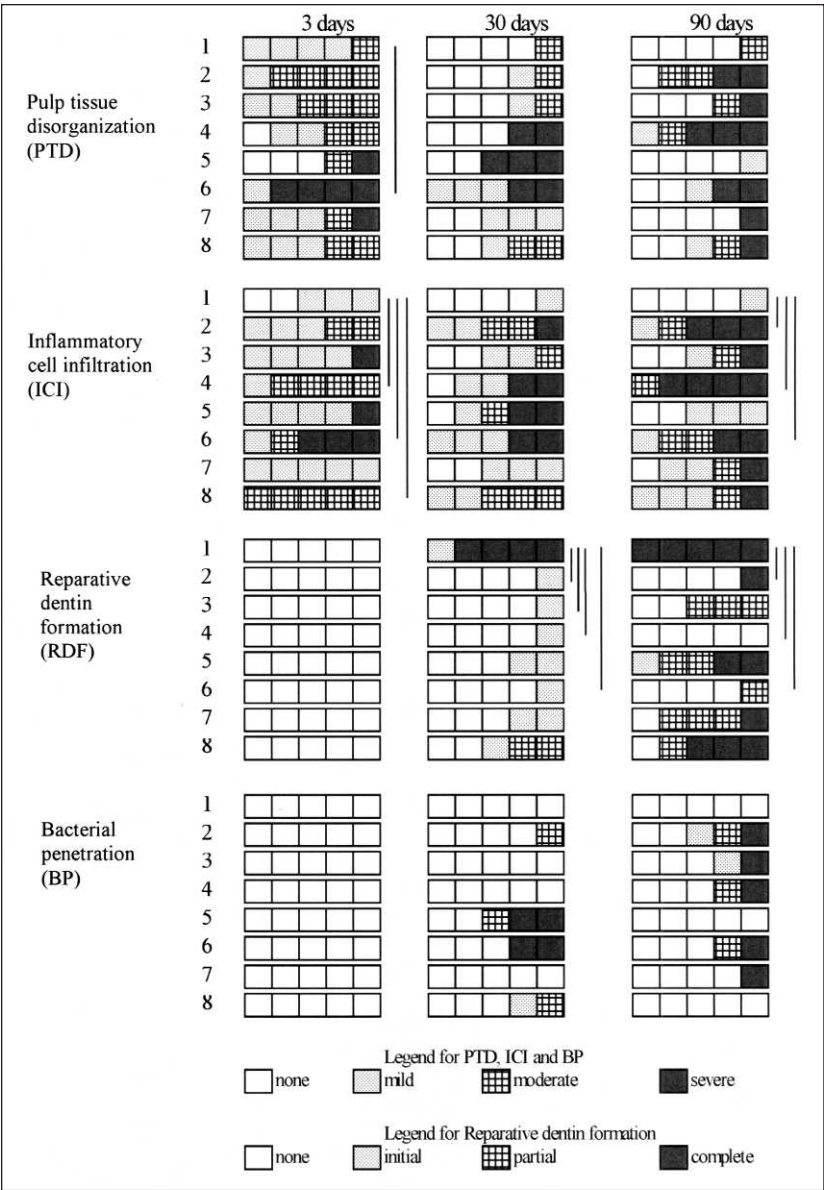 3 days 30 days 90 days
Pulp tissue
disorganization
(PTD)
1
2
3
4
5
6
7
8
Inflammatory
cell infiltration
(ICI)
1
2
3
4
5
6
7
8
Reparative
dentin
formation
(RDF)
1
2
3
4
5
6
7
8
Bacterial
penetration
(BP)
1
2
3
4
5
6
7
8
Legend for PTD, ICI and BP
none mild moderate severe
Legend for Reparative dentin formation
none initial partial complete